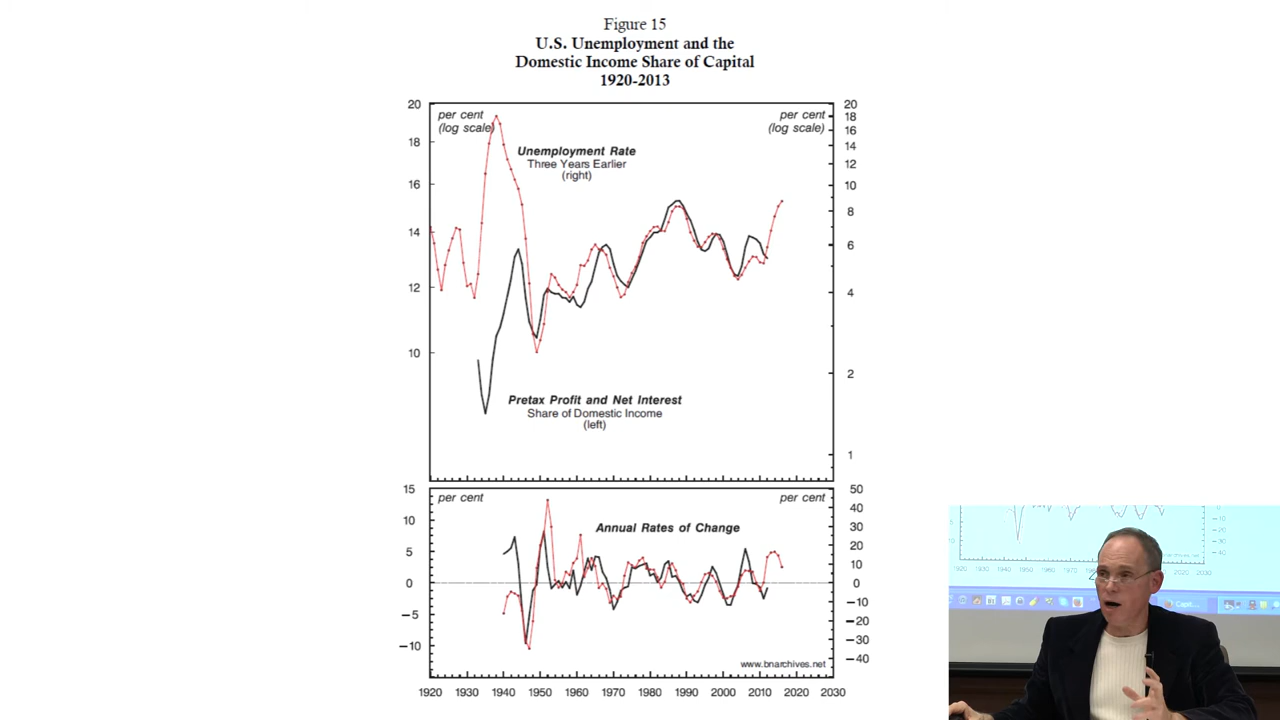 Figure 15
U.S. Unemployment and the
Domestic Income Share of Capital
1920-2013
per cent
(log scale)
per cent
(log scale)
Unemployment Rate
Three Years Earlier
(right)
20
18
16
14
12
10
20
18
16
14
12
10
8
6
4
2
1
Pretax Profit and Net Interest
Share of Domestic Income
(left)
per cent
per cent
Annual Rates of Change
15
10
5
0
−5
−10
50
40
30
20
10
0
−10
−20
−30
−40
www.bnarchives.net
1920 1930 1940 1950 1960 1970 1980 1990 2000 2010 2020 2030